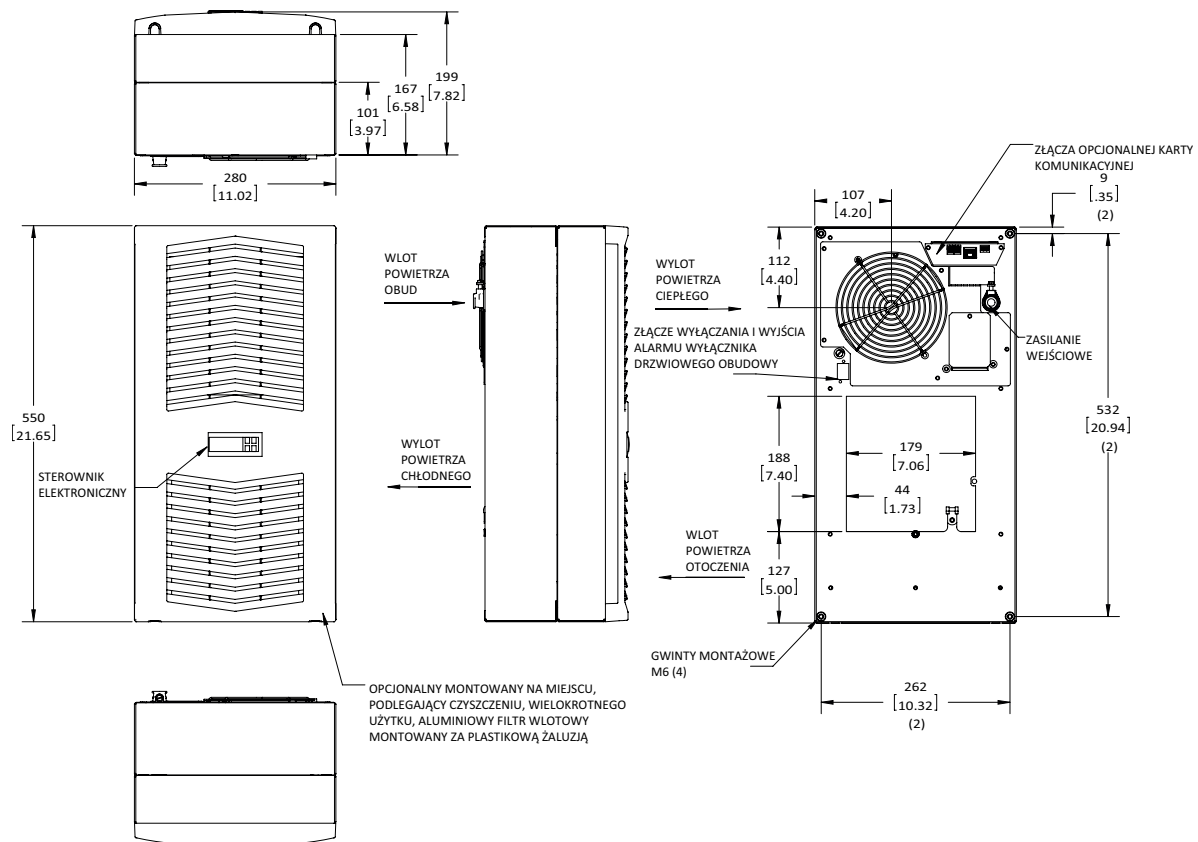 199
[7.82]
167
[6.58]
101
[3.97]
280
[11.02]
550
[21.65]
STEROWNIK
ELEKTRONICZNY
OPCJONALNY MONTOWANY NA MIEJSCU,
PODLEGAJĄCY CZYSZCZENIU, WIELOKROTNEGO
UŻYTKU, ALUMINIOWY FILTR WLOTOWY
MONTOWANY ZA PLASTIKOWĄ ŻALUZJĄ
WLOT
POWIETRZA
OBUD
WYLOT
POWIETRZA
CHŁODNEGO
WYLOT
POWIETRZA
CIEPŁEGO
ZŁĄCZE WYŁĄCZANIA I WYJŚCIA
ALARMU WYŁĄCZNIKA
DRZWIOWEGO OBUDOWY
WLOT
POWIETRZA
OTOCZENIA
ZŁĄCZA OPCJONALNEJ KARTY
KOMUNIKACYJNEJ
9
[.35]
(2)
107
[4.20]
112
[4.40]
ZASILANIE
WEJŚCIOWE
532
[20.94]
(2)
179
[7.06]
188
[7.40]
44
[1.73]
127
[5.00]
GWINTY MONTAŻOWE
M6 (4)
262
[10.32]
(2)